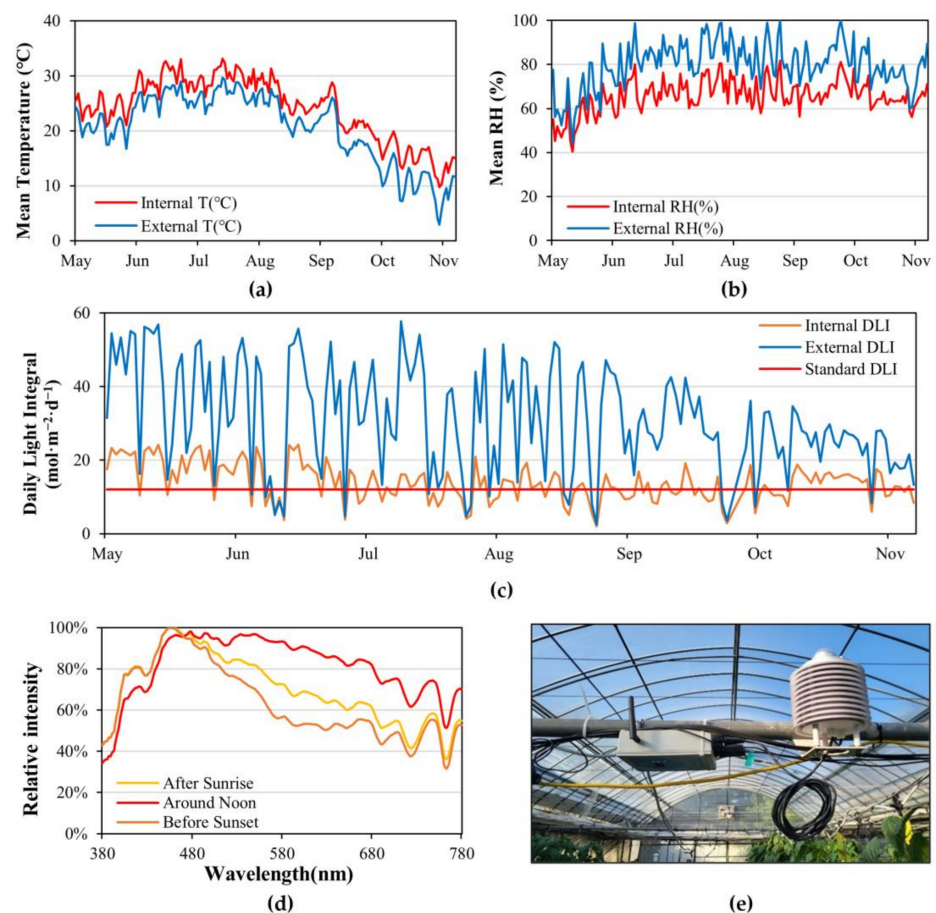 40
30
20
10
0
Mean Temperature (℃)
Internal T(℃)
External T(℃)
May Jun Jul Aug Sep Oct Nov
(a)
100
80
60
40
20
0
Mean RH (%)
Internal RH(%)
External RH(%)
May Jun Jul Aug Sep Oct Nov
(b)
60
40
20
0
Daily Light Integral
(mol·m⁻²·d⁻¹)
Internal DLI
External DLI
Standard DLI
May Jun Jul Aug Sep Oct Nov
(c)
100%
80%
60%
40%
20%
0%
Relative intensity
After Sunrise
Around Noon
Before Sunset
380 480 580 680 780
Wavelength(nm)
(d)
(e)